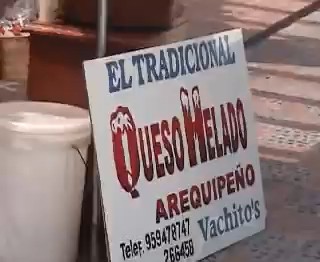 EL TRADICIONAL
QUESO HELADO
AREQUIPEÑO
Vachito's
Telef. 959478747
266458